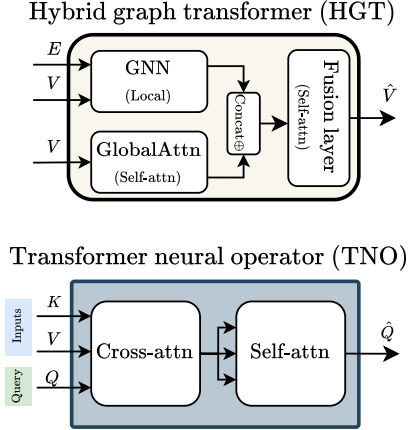 Hybrid graph transformer (HGT)
E
V
V
GNN
(Local)
GlobalAttn
(Self-attn)
Concat⊕
Fusion layer
(Self-attn)
V̂
Transformer neural operator (TNO)
Inputs
Query
K
V
Q
Cross-attn
Self-attn
Q̂